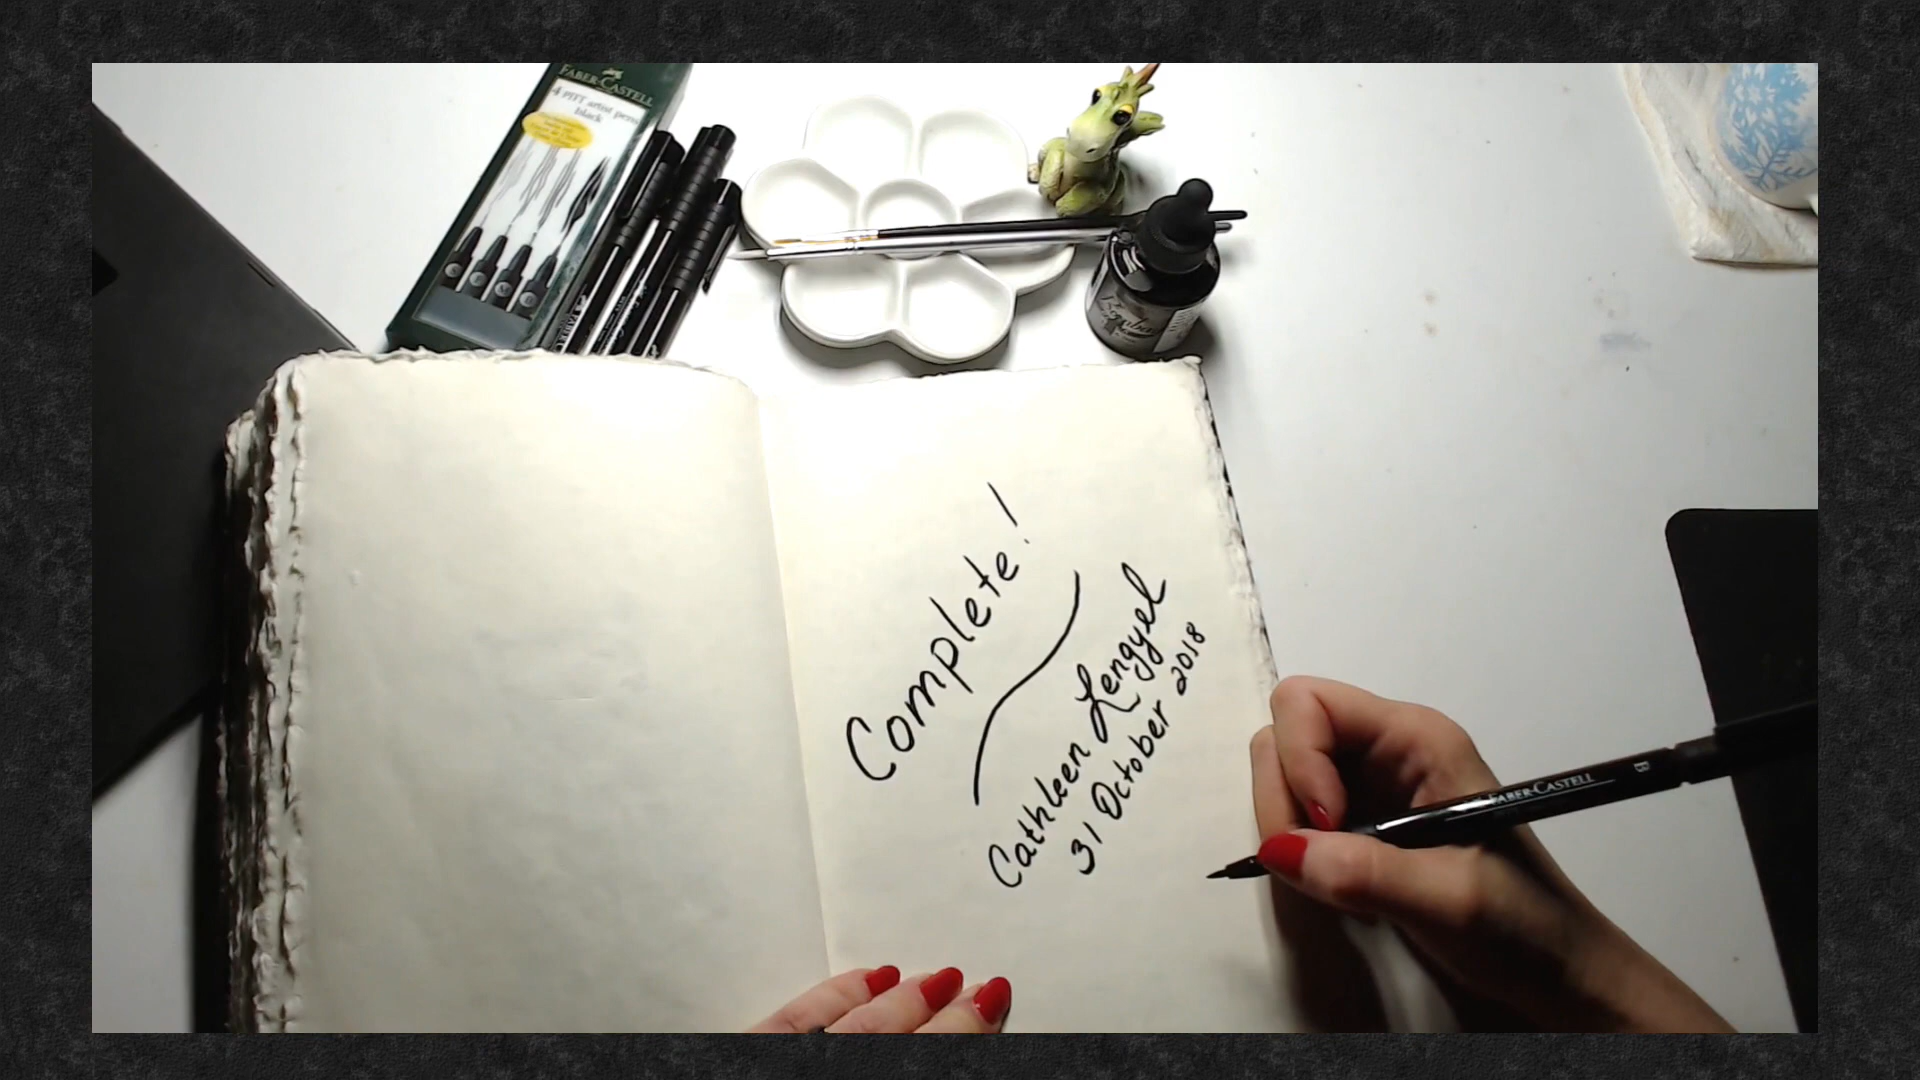 FABER-CASTELL
4 PITT artist pens
black
Complete!
Cathleen Lengyel
31 October 2018
FABER-CASTELL B